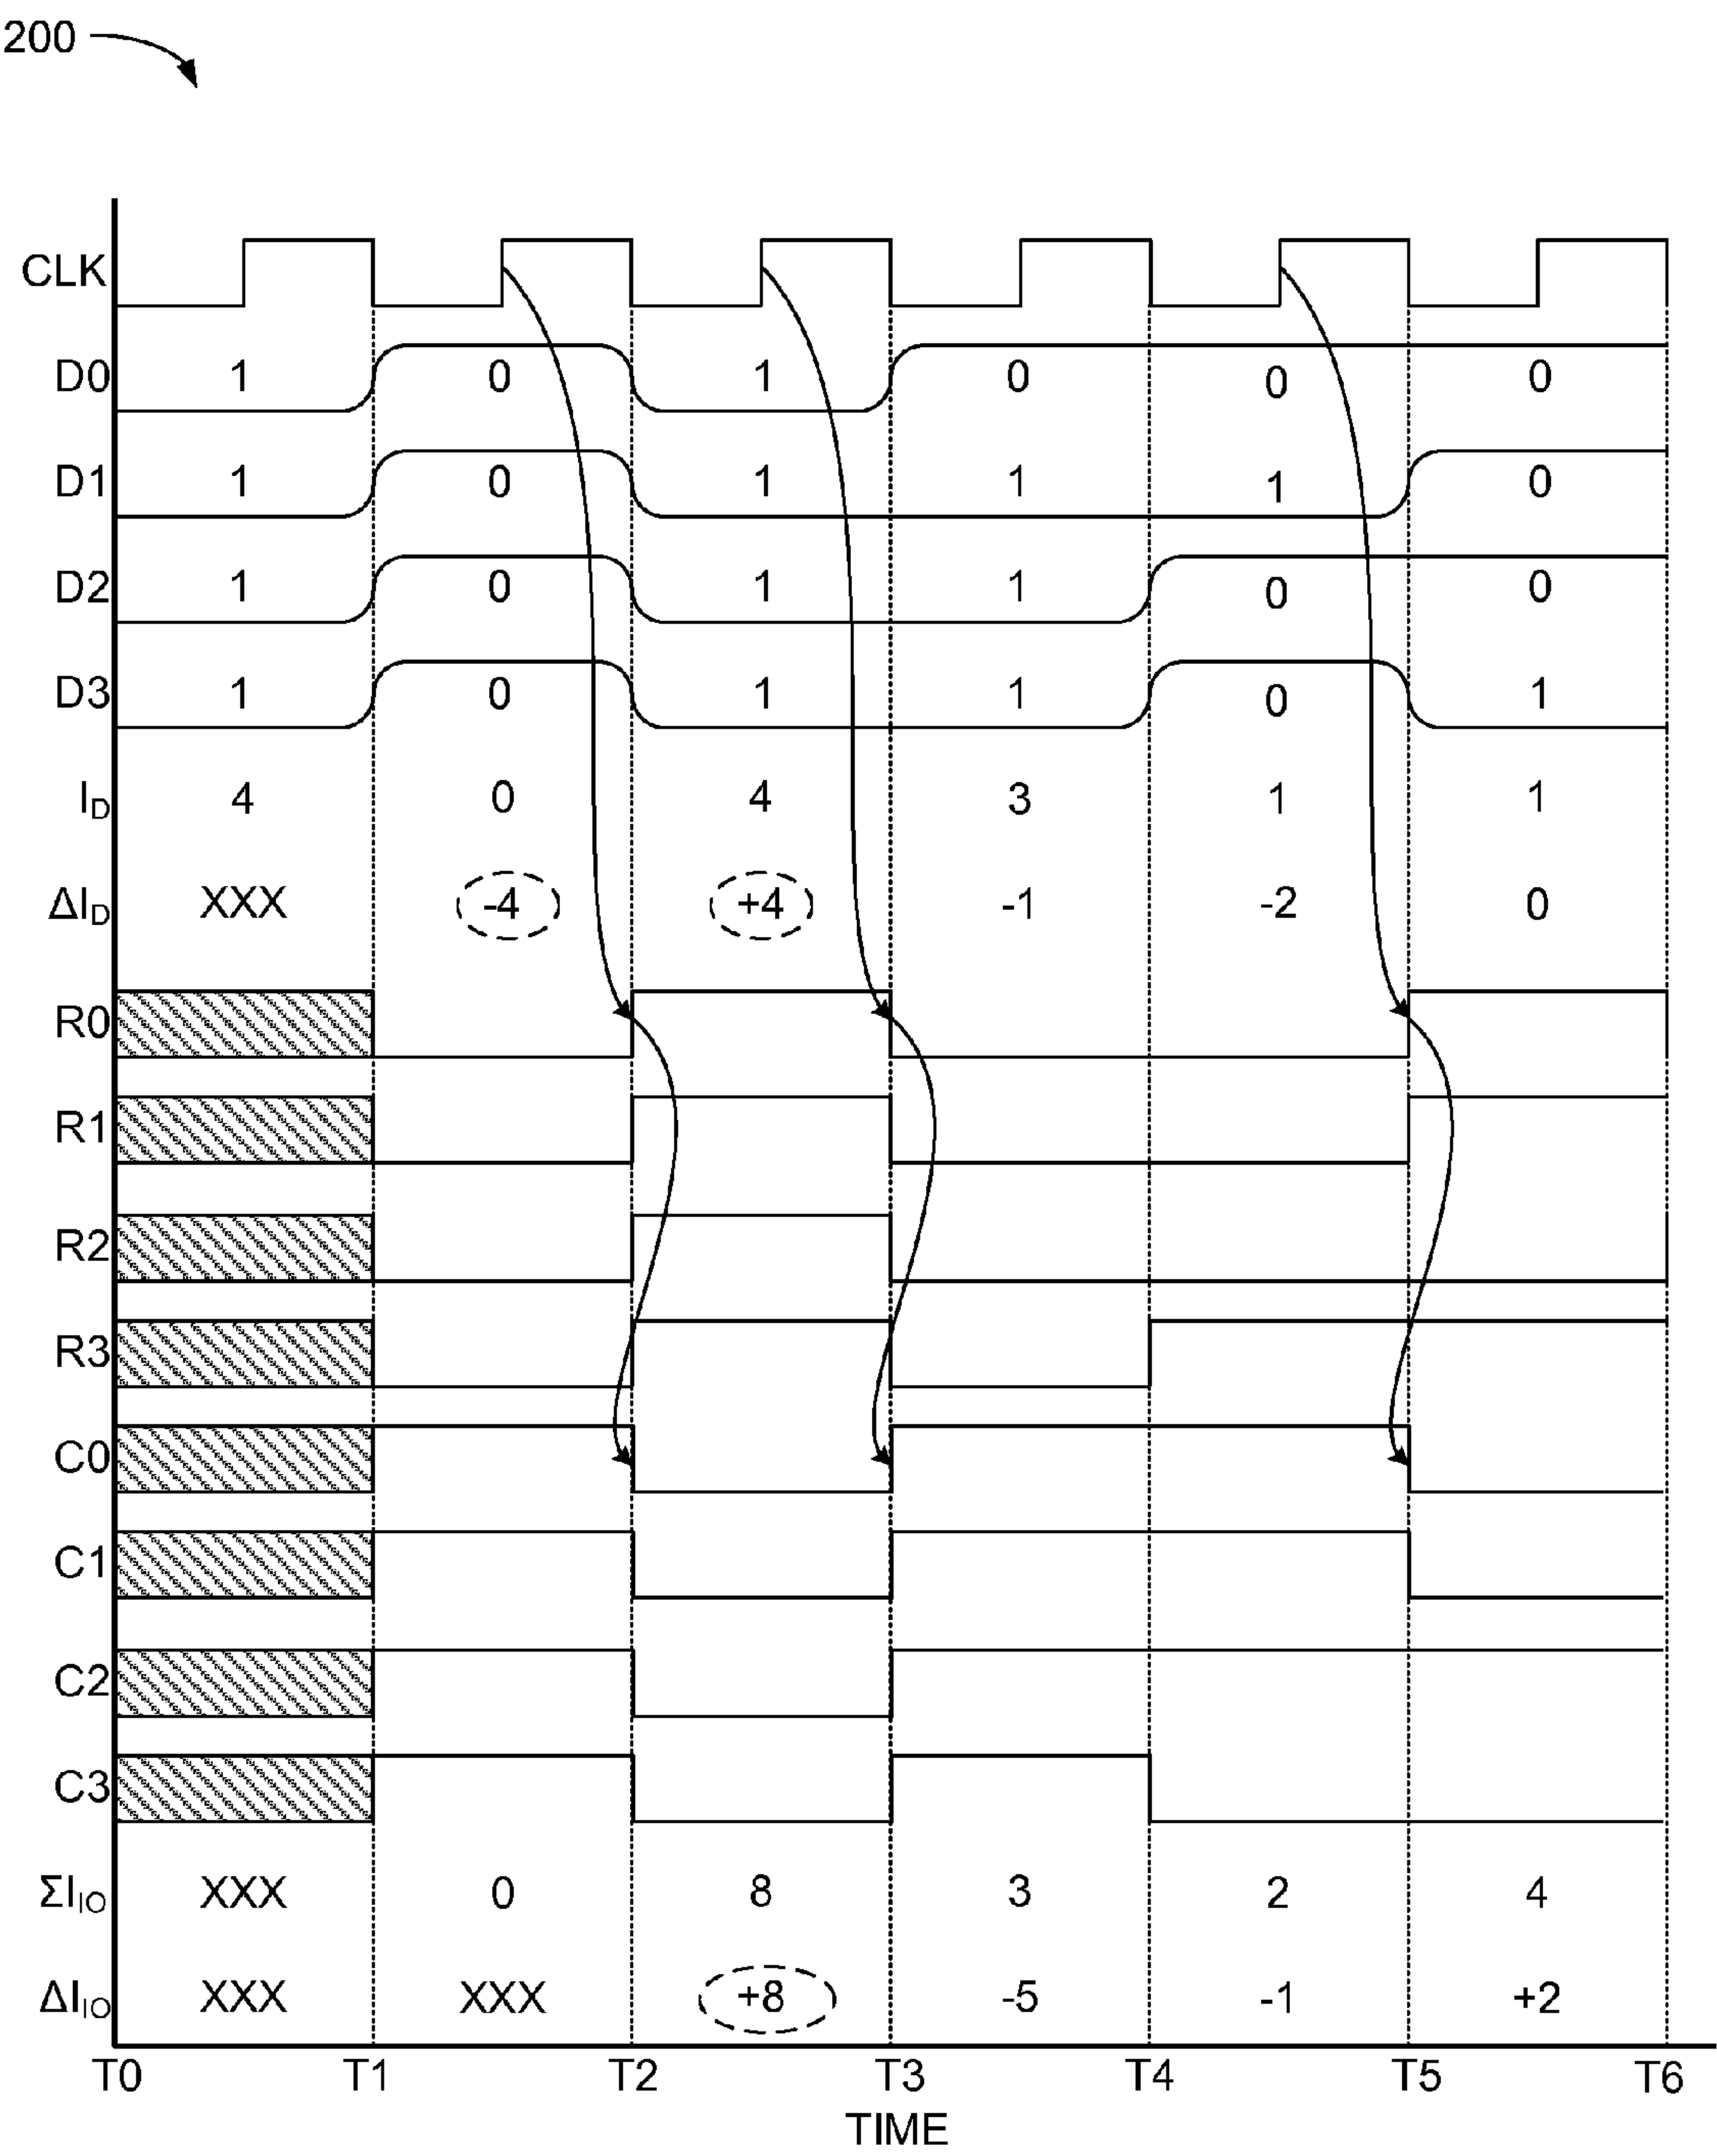 200
CLK
D0 1 0 1 0 0 0
D1 1 0 1 1 1 0
D2 1 0 1 1 0 0
D3 1 0 1 1 0 1
ID 4 0 4 3 1 1
ΔID XXX -4 +4 -1 -2 0
R0
R1
R2
R3
C0
C1
C2
C3
ΣIIO XXX 0 8 3 2 4
ΔIIO XXX XXX +8 -5 -1 +2
T0 T1 T2 T3 T4 T5 T6
TIME